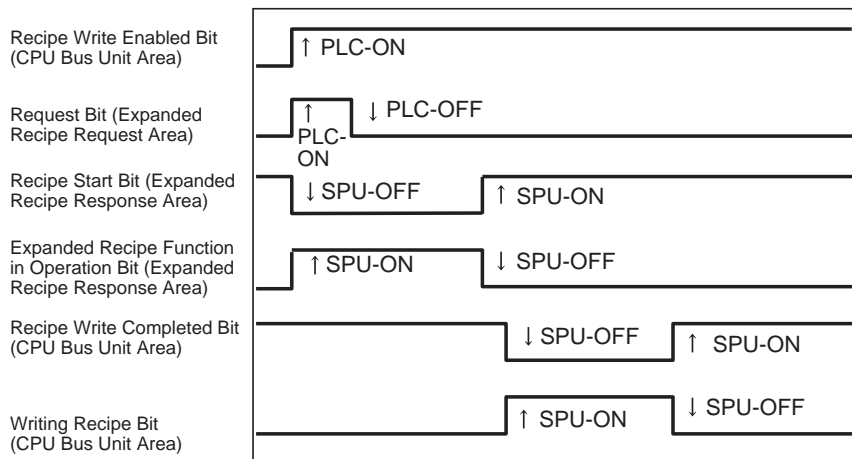 Recipe Write Enabled Bit
(CPU Bus Unit Area)
↑ PLC-ON
Request Bit (Expanded
Recipe Request Area)
↑
PLC-
ON
↓ PLC-OFF
Recipe Start Bit (Expanded
Recipe Response Area)
↓ SPU-OFF
↑ SPU-ON
Expanded Recipe Function
in Operation Bit (Expanded
Recipe Response Area)
↑ SPU-ON
↓ SPU-OFF
Recipe Write Completed Bit
(CPU Bus Unit Area)
↓ SPU-OFF
↑ SPU-ON
Writing Recipe Bit
(CPU Bus Unit Area)
↑ SPU-ON
↓ SPU-OFF